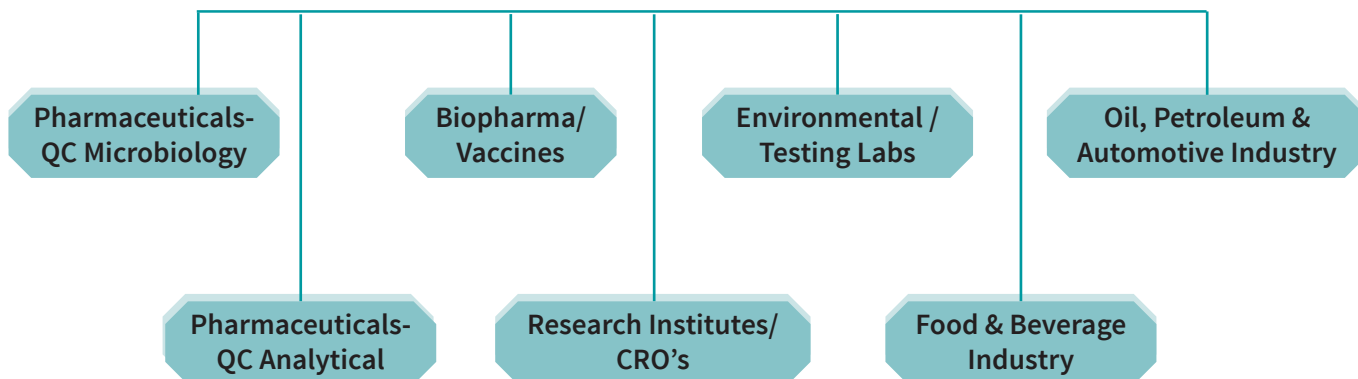 Pharmaceuticals-
QC Microbiology
Biopharma/
Vaccines
Environmental /
Testing Labs
Oil, Petroleum &
Automotive Industry
Pharmaceuticals-
QC Analytical
Research Institutes/
CRO's
Food & Beverage
Industry